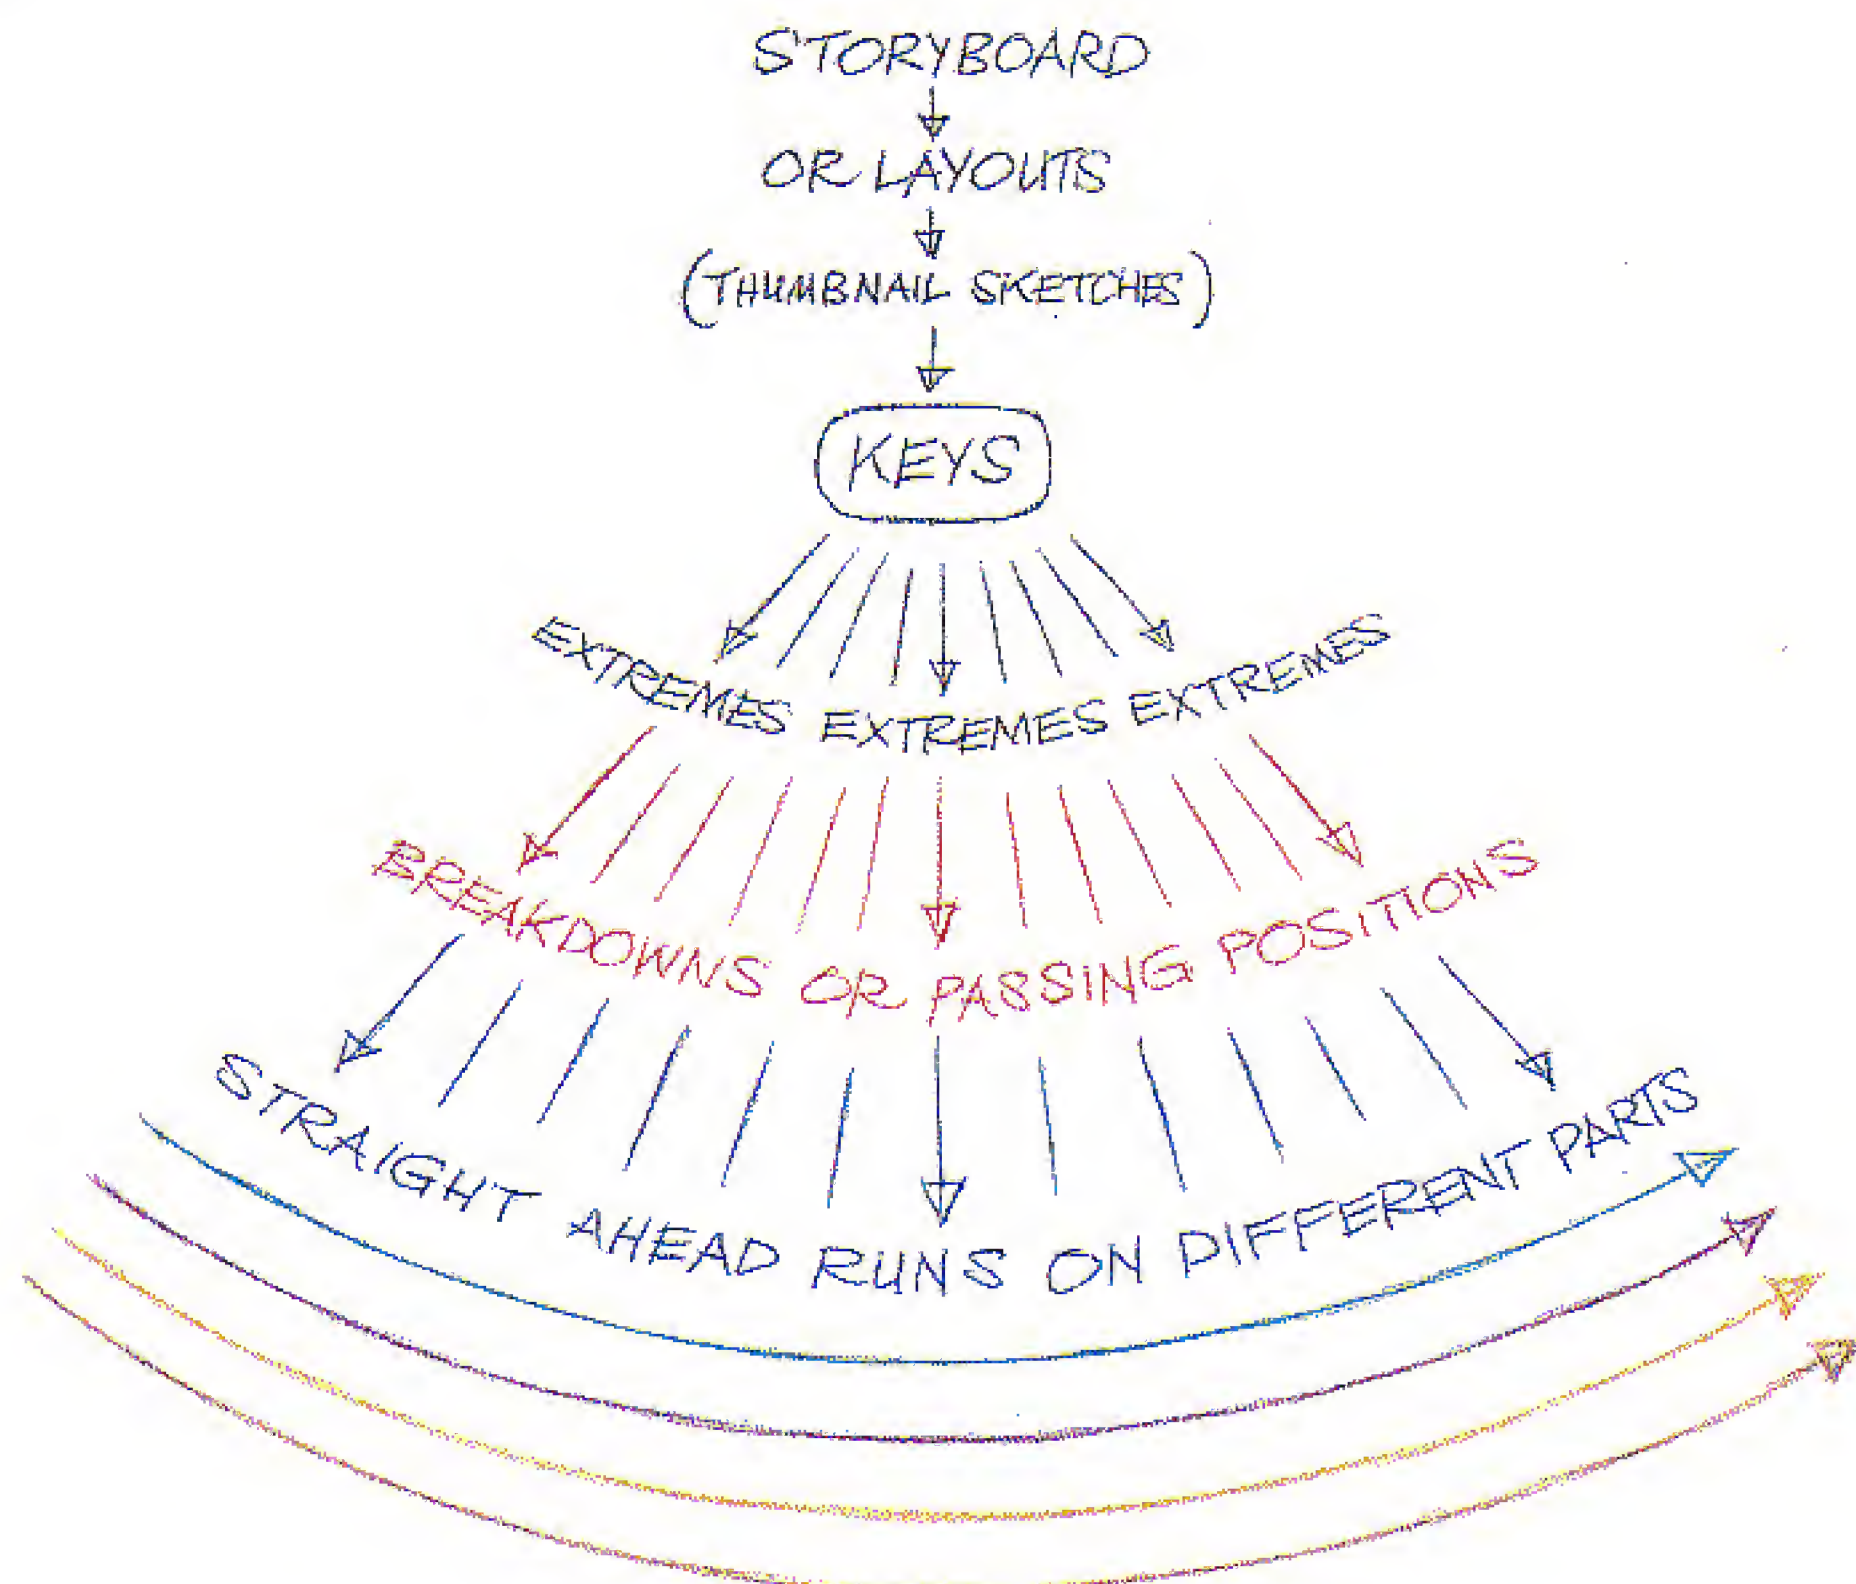 STORYBOARD
OR LAYOUTS
(THUMBNAIL SKETCHES)
KEYS
EXTREMES EXTREMES EXTREMES
BREAKDOWNS OR PASSING POSITIONS
STRAIGHT AHEAD RUNS ON DIFFERENT PARTS